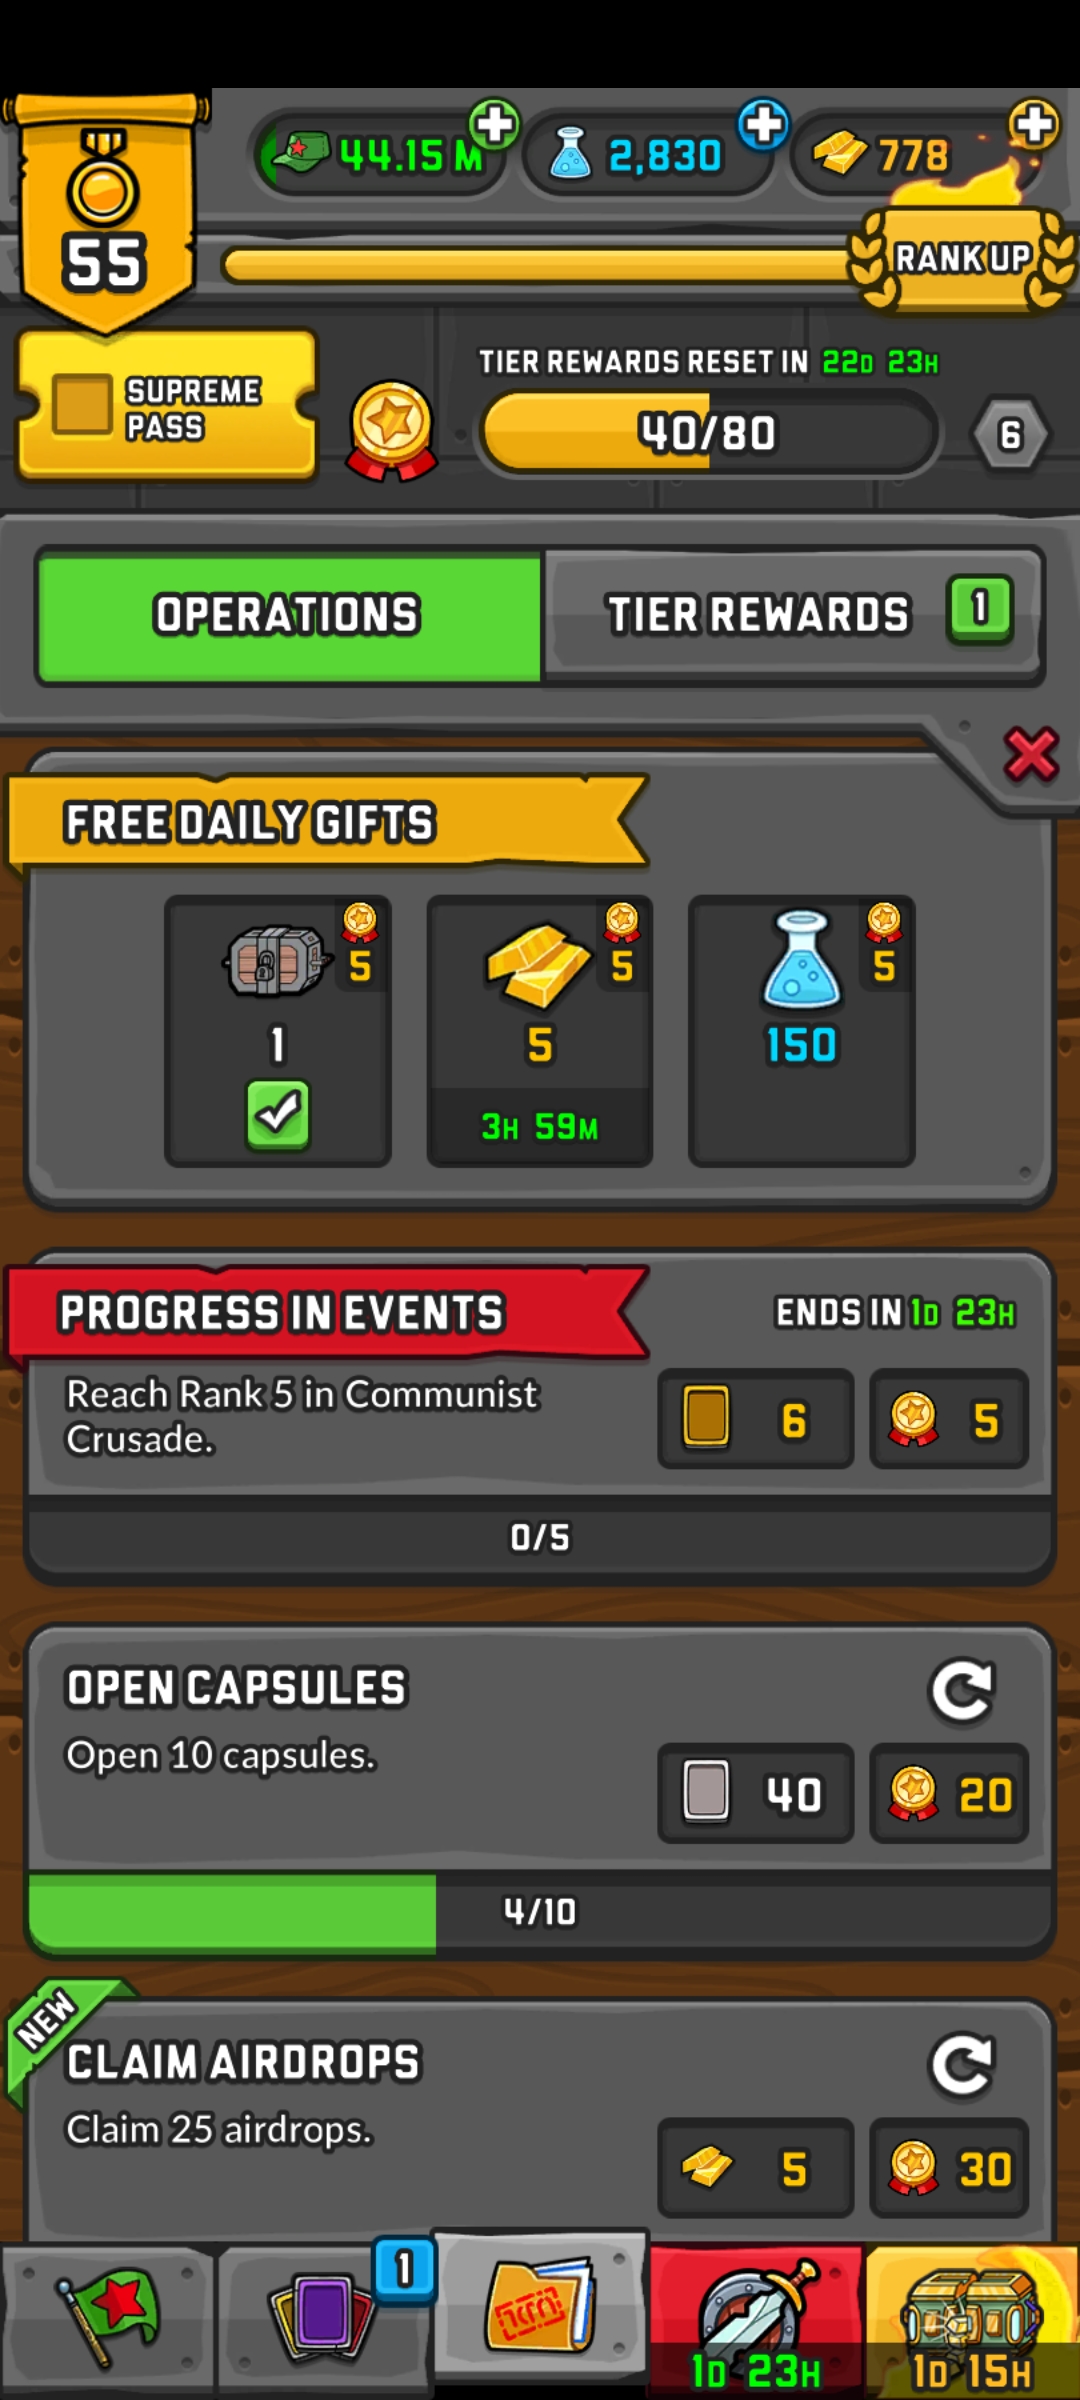 55
44.15 M
2,830
778
RANK UP
SUPREME
PASS
TIER REWARDS RESET IN 22D 23H
40/80
6
OPERATIONS
TIER REWARDS
1
FREE DAILY GIFTS
5
5
5
1
5
150
3H 59M
PROGRESS IN EVENTS
ENDS IN 1D 23H
Reach Rank 5 in Communist
Crusade.
6
5
0/5
OPEN CAPSULES
Open 10 capsules.
40
20
4/10
NEW
CLAIM AIRDROPS
Claim 25 airdrops.
5
30
1
1D 23H
1D 15H